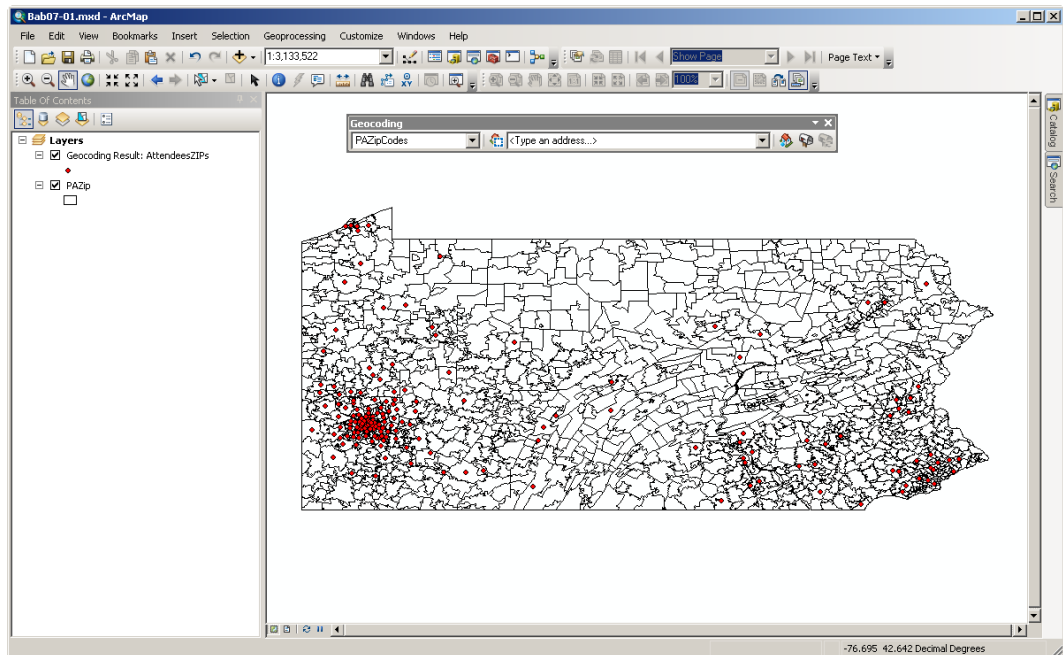 Bab07-01.mxd - ArcMap
File Edit View Bookmarks Insert Selection Geoprocessing Customize Windows Help
1:3,133,522
Show Page
Page Text
100%
Table Of Contents
Layers
Geocoding Result: AttendeesZIPs
PAZip
Geocoding
PAZipCodes
<Type an address...>
Catalog
Search
-76.695 42.642 Decimal Degrees